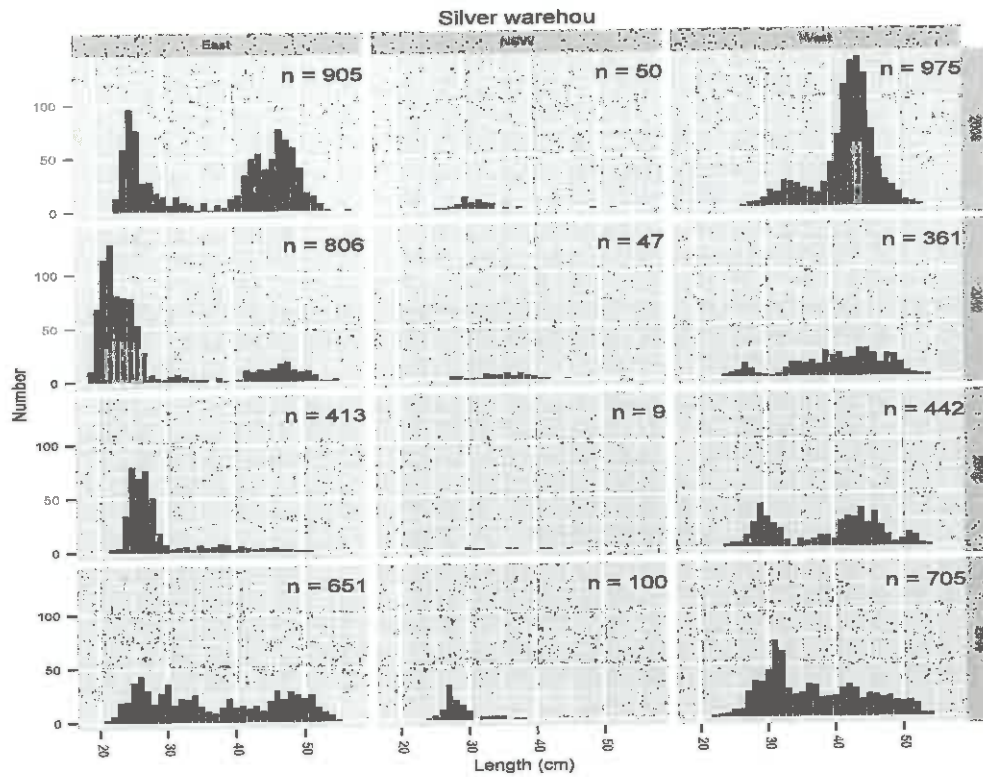 Silver warehou
East NSW West
n = 905 n = 50 n = 975
100
50
0
n = 806 n = 47 n = 361
100
50
0
n = 413 n = 9 n = 442
100
50
0
n = 651 n = 100 n = 705
100
50
0
Number
20 30 40 50 20 30 40 50 20 30 40 50
Length (cm)